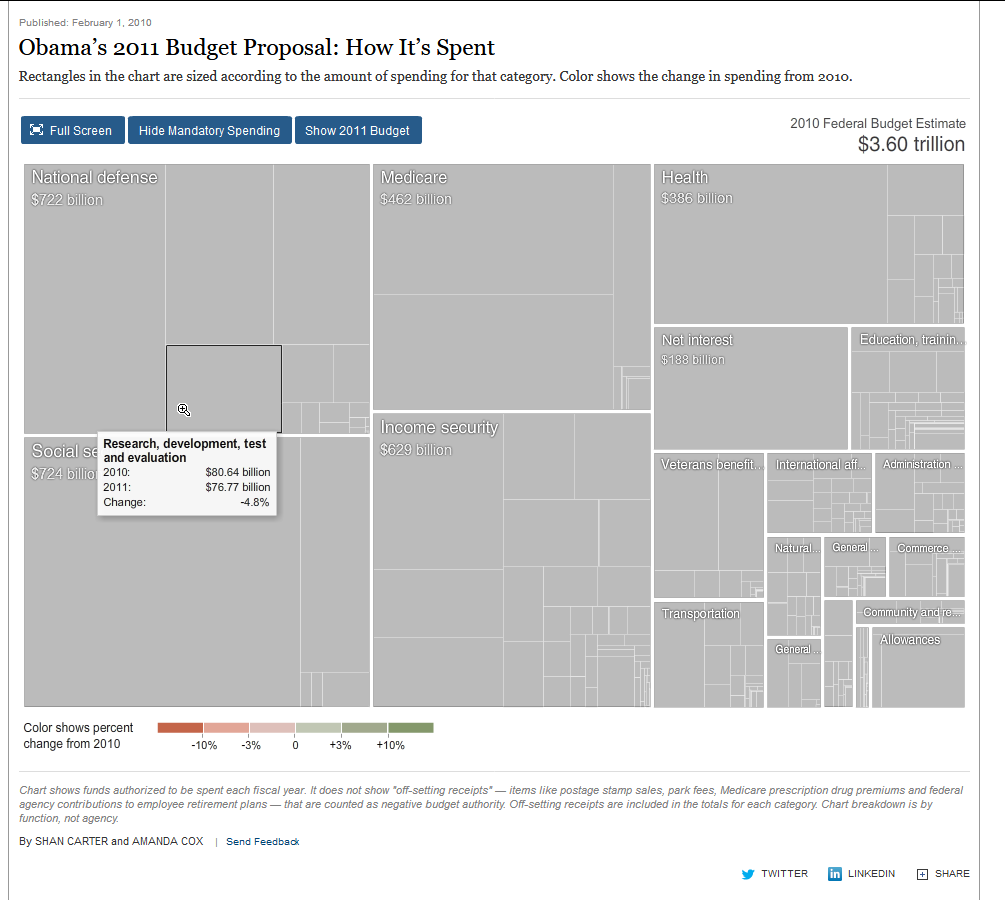 Published: February 1, 2010
Obama's 2011 Budget Proposal: How It's Spent
Rectangles in the chart are sized according to the amount of spending for that category. Color shows the change in spending from 2010.
Full Screen
Hide Mandatory Spending
Show 2011 Budget
2010 Federal Budget Estimate
$3.60 trillion
National defense
$722 billion
Medicare
$462 billion
Health
$386 billion
Net interest
$188 billion
Education, trainin...
Research, development, test
and evaluation
2010: $80.64 billion
2011: $76.77 billion
Change: -4.8%
Social se
$724 billio
Income security
$629 billion
Veterans benefit...
International aff...
Administration ...
Natural...
General ...
Commerce ...
Transportation
Community and re...
General ...
Allowances
Color shows percent
change from 2010
-10% -3% 0 +3% +10%
Chart shows funds authorized to be spent each fiscal year. It does not show "off-setting receipts" — items like postage stamp sales, park fees, Medicare prescription drug premiums and federal
agency contributions to employee retirement plans — that are counted as negative budget authority. Off-setting receipts are included in the totals for each category. Chart breakdown is by
function, not agency.
By SHAN CARTER and AMANDA COX | Send Feedback
TWITTER
in LINKEDIN
SHARE